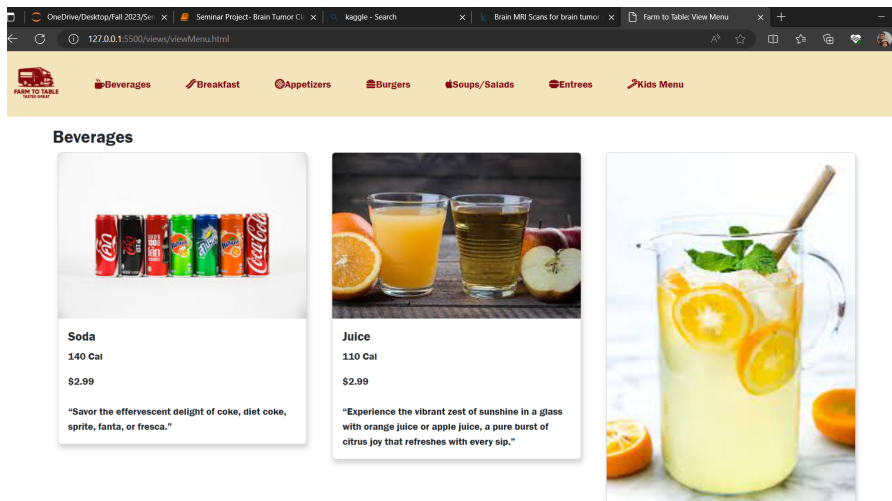 OneDrive/Desktop/Fall 2023/Sen
Seminar Project- Brain Tumor Cl
kaggle - Search
Brain MRI Scans for brain tumor
Farm to Table: View Menu
127.0.0.1:5500/views/viewMenu.html
FARM TO TABLE
TASTES GREAT
Beverages
Breakfast
Appetizers
Burgers
Soups/Salads
Entrees
Kids Menu
Beverages
Soda
140 Cal
$2.99
“Savor the effervescent delight of coke, diet coke,
sprite, fanta, or fresca.”
Juice
110 Cal
$2.99
“Experience the vibrant zest of sunshine in a glass
with orange juice or apple juice, a pure burst of
citrus joy that refreshes with every sip.”
Coca-Cola